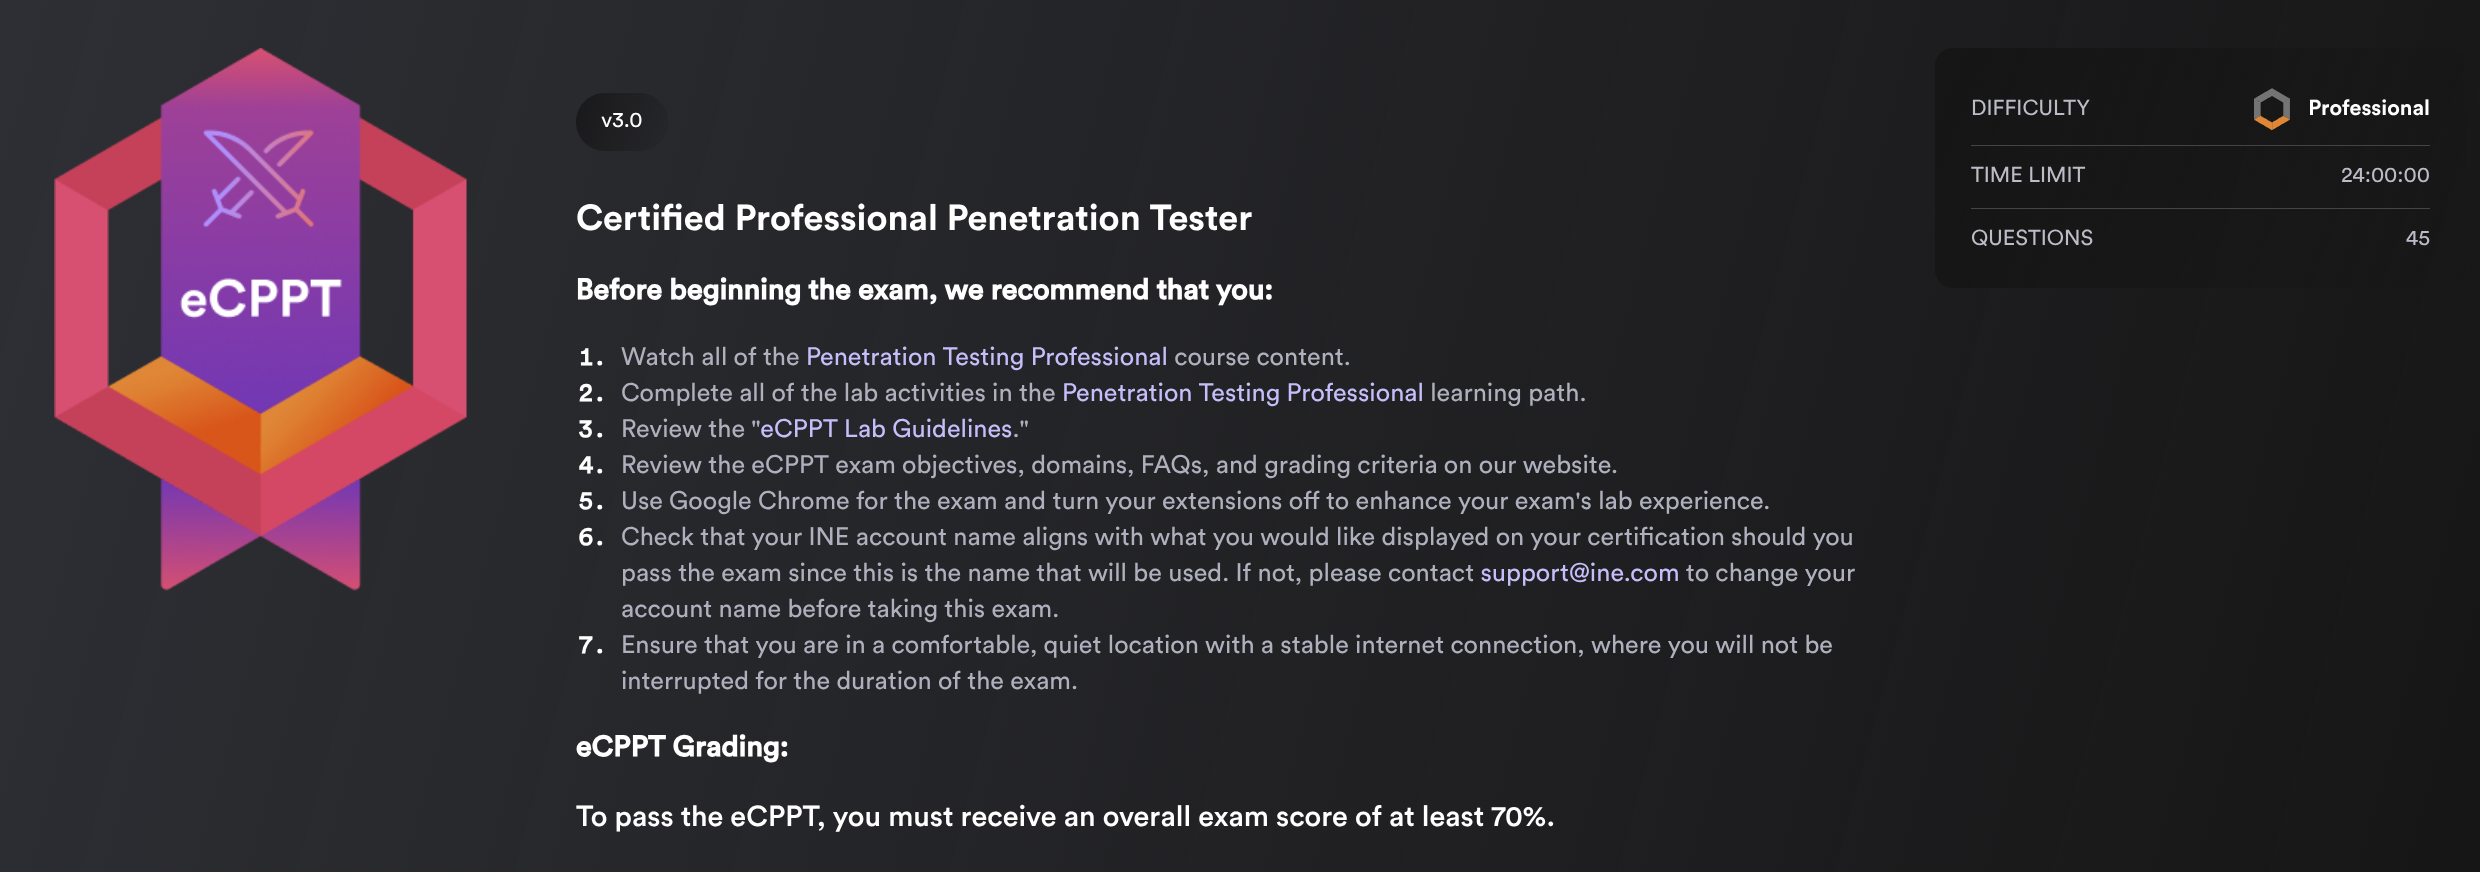 eCPPT
v3.0
Certified Professional Penetration Tester
Before beginning the exam, we recommend that you:
1. Watch all of the Penetration Testing Professional course content.
2. Complete all of the lab activities in the Penetration Testing Professional learning path.
3. Review the "eCPPT Lab Guidelines."
4. Review the eCPPT exam objectives, domains, FAQs, and grading criteria on our website.
5. Use Google Chrome for the exam and turn your extensions off to enhance your exam's lab experience.
6. Check that your INE account name aligns with what you would like displayed on your certification should you
pass the exam since this is the name that will be used. If not, please contact support@ine.com to change your
account name before taking this exam.
7. Ensure that you are in a comfortable, quiet location with a stable internet connection, where you will not be
interrupted for the duration of the exam.
eCPPT Grading:
To pass the eCPPT, you must receive an overall exam score of at least 70%.
DIFFICULTY Professional
TIME LIMIT 24:00:00
QUESTIONS 45